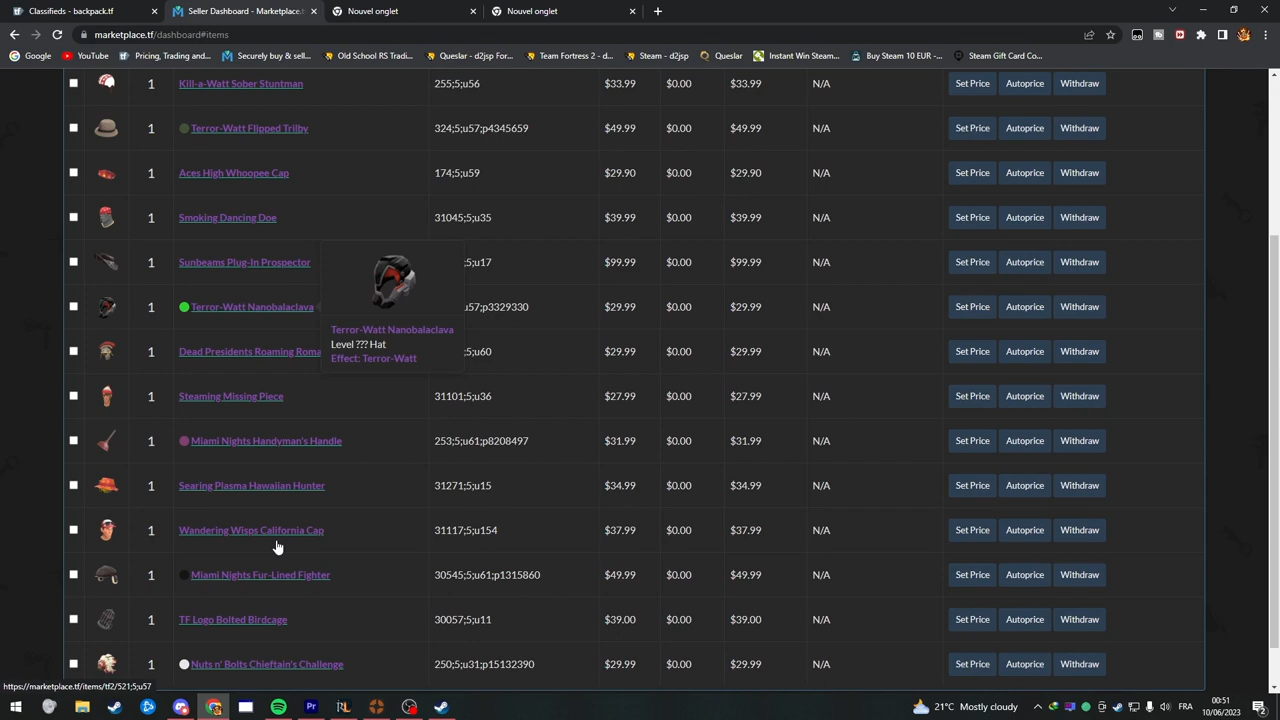 Classifieds - backpack.tf
Seller Dashboard - Marketplace.tf
Nouvel onglet
Nouvel onglet
marketplace.tf/dashboard#items
Google
YouTube
Pricing, Trading an...
Securely buy & sell...
Old School RS Tradi...
Queslar - d2jsp For...
Team Fortress 2 - d...
Steam - d2jsp
Queslar
Instant Win Steam...
Buy Steam 10 EUR -...
Steam Gift Card Co...
1 Kill-a-Watt Sober Stuntman 255;5;u56 $33.99 $0.00 $33.99 N/A Set Price Autoprice Withdraw
1 Terror-Watt Flipped Trilby 324;5;u57;p4345659 $49.99 $0.00 $49.99 N/A Set Price Autoprice Withdraw
1 Aces High Whoopee Cap 174;5;u59 $29.90 $0.00 $29.90 N/A Set Price Autoprice Withdraw
1 Smoking Dancing Doe 31045;5;u35 $39.99 $0.00 $39.99 N/A Set Price Autoprice Withdraw
1 Sunbeams Plug-In Prospector ;5;u17 $99.99 $0.00 $99.99 N/A Set Price Autoprice Withdraw
1 Terror-Watt Nanobalaclava u57;p3329330 $29.99 $0.00 $29.99 N/A Set Price Autoprice Withdraw
Terror-Watt Nanobalaclava
Level ??? Hat
Effect: Terror-Watt
1 Dead Presidents Roaming Roma ;5;u60 $29.99 $0.00 $29.99 N/A Set Price Autoprice Withdraw
1 Steaming Missing Piece 31101;5;u36 $27.99 $0.00 $27.99 N/A Set Price Autoprice Withdraw
1 Miami Nights Handyman's Handle 253;5;u61;p8208497 $31.99 $0.00 $31.99 N/A Set Price Autoprice Withdraw
1 Searing Plasma Hawaiian Hunter 31271;5;u15 $34.99 $0.00 $34.99 N/A Set Price Autoprice Withdraw
1 Wandering Wisps California Cap 31117;5;u154 $37.99 $0.00 $37.99 N/A Set Price Autoprice Withdraw
1 Miami Nights Fur-Lined Fighter 30545;5;u61;p1315860 $49.99 $0.00 $49.99 N/A Set Price Autoprice Withdraw
1 TF Logo Bolted Birdcage 30057;5;u11 $39.00 $0.00 $39.00 N/A Set Price Autoprice Withdraw
1 Nuts n' Bolts Chieftain's Challenge 250;5;u31;p15132390 $29.99 $0.00 $29.99 N/A Set Price Autoprice Withdraw
https://marketplace.tf/items/tf2/521;5;u57
21°C Mostly cloudy
FRA
00:51
10/06/2023